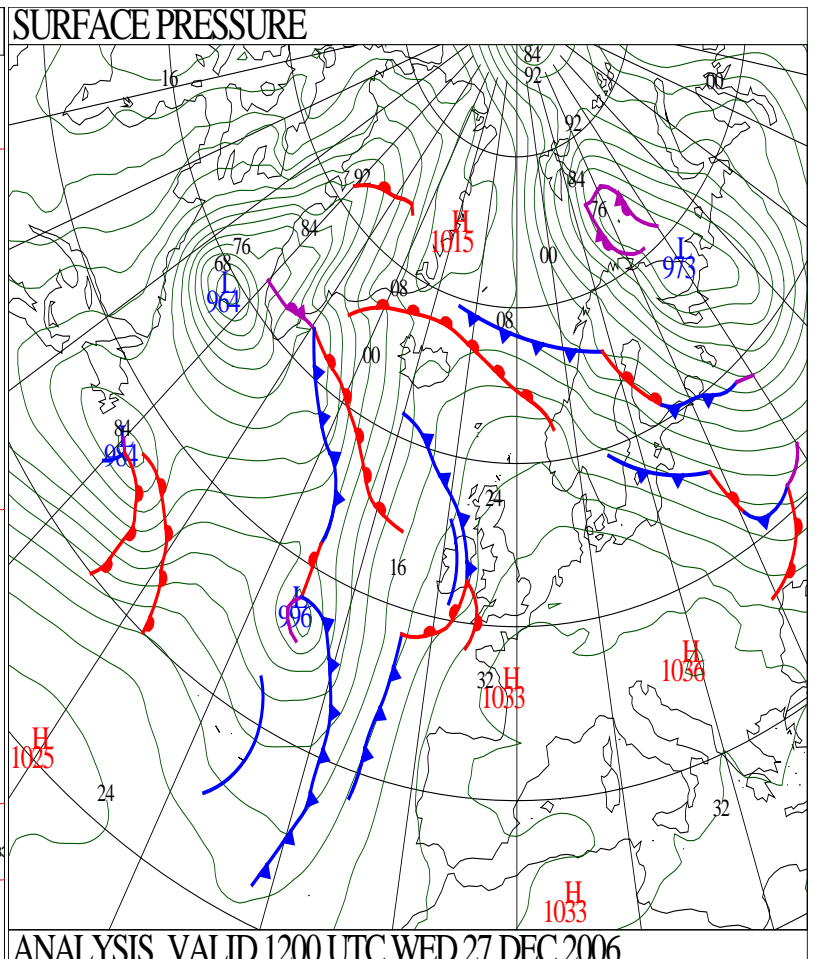 SURFACE PRESSURE
84
92
16
00
92
84
92
76
H
1015
84
L
973
76
68
L
964
00
08
08
00
84
L
984
24
16
L
996
H
1036
32
H
1033
H
1025
24
32
H
1033
ANALYSIS VALID 1200 UTC WED 27 DEC 2006